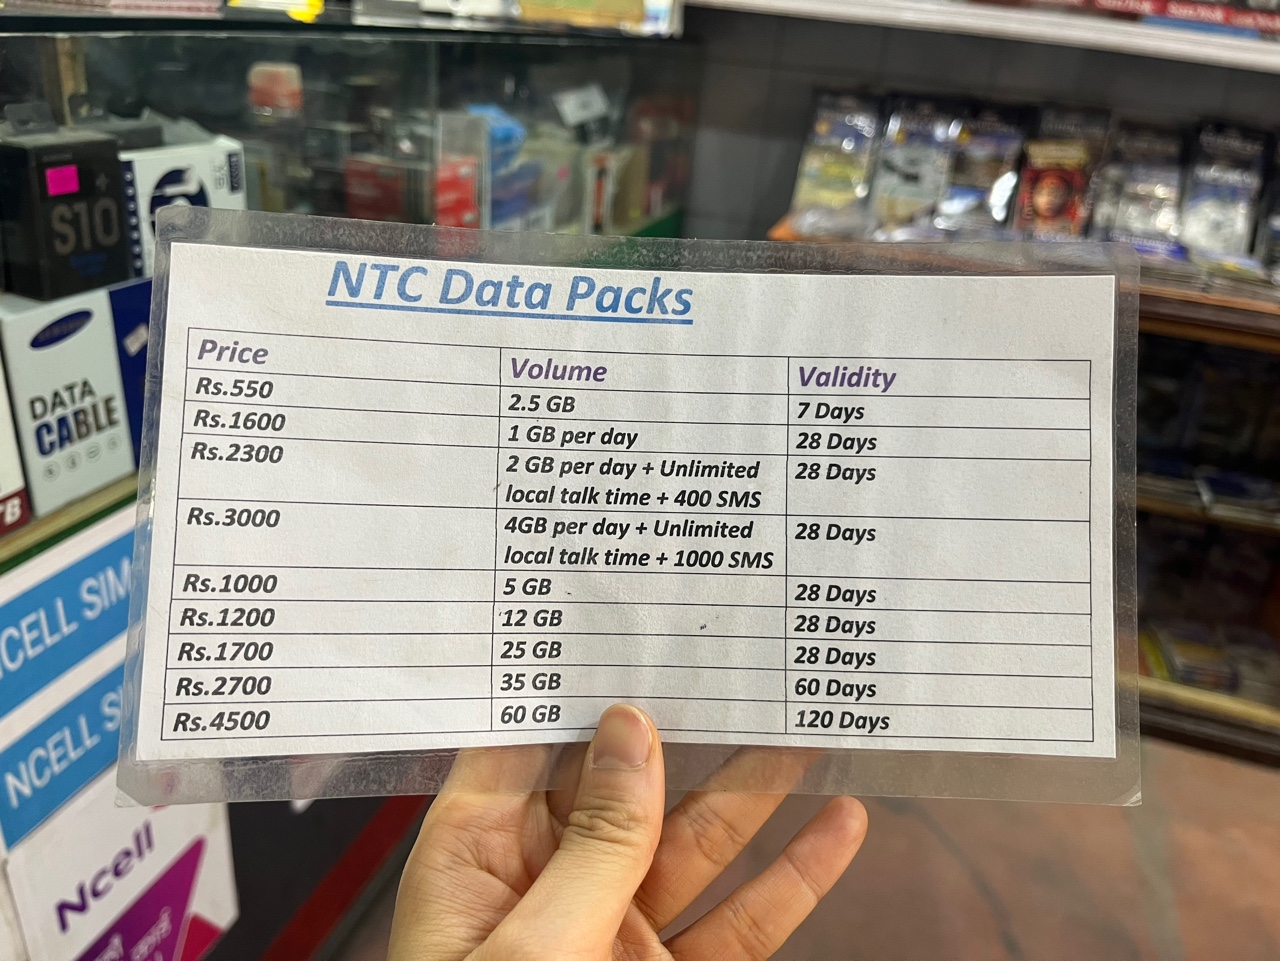 NTC Data Packs
Price Volume Validity
Rs.550 2.5 GB 7 Days
Rs.1600 1 GB per day 28 Days
Rs.2300 2 GB per day + Unlimited 28 Days
local talk time + 400 SMS
Rs.3000 4GB per day + Unlimited 28 Days
local talk time + 1000 SMS
Rs.1000 5 GB 28 Days
Rs.1200 12 GB 28 Days
Rs.1700 25 GB 28 Days
Rs.2700 35 GB 60 Days
Rs.4500 60 GB 120 Days
S10
SAMSUNG
DATA
CABLE
TB
NCELL SIM
NCELL S
Ncell